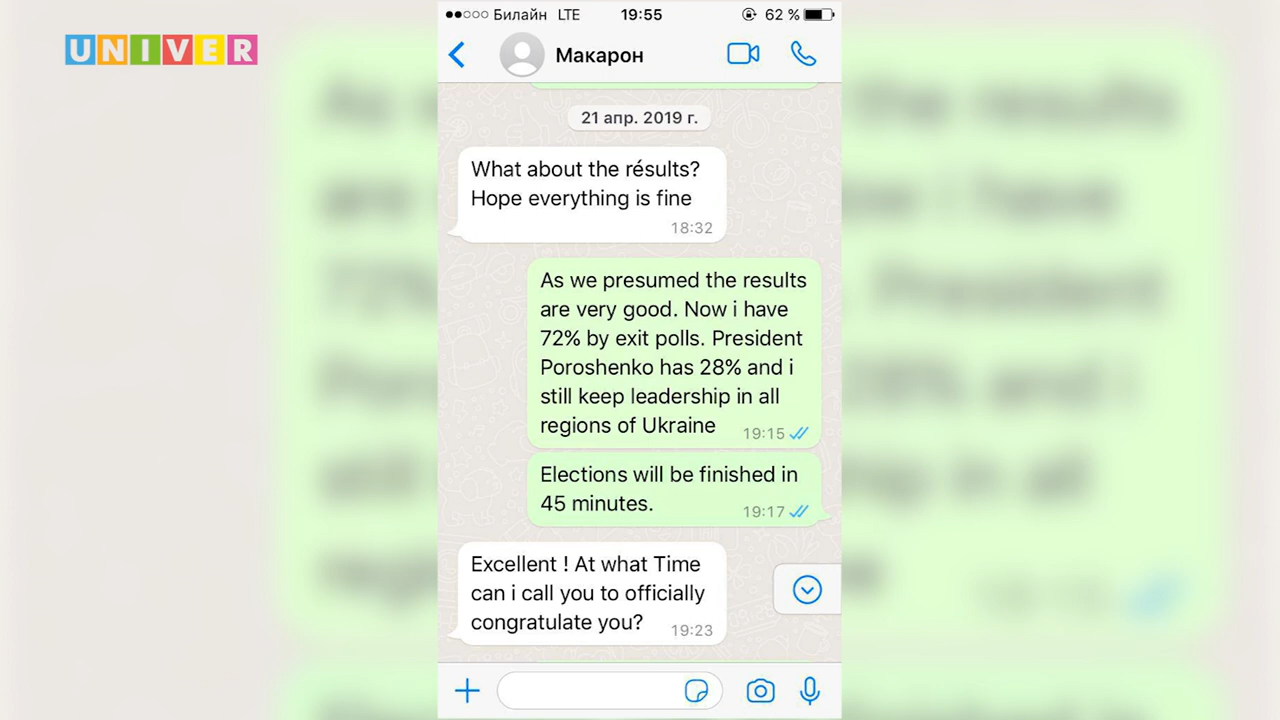 UNIVER
Билайн LTE 19:55 62 %
Макарон
21 апр. 2019 г.
What about the résults?
Hope everything is fine
18:32
As we presumed the results
are very good. Now i have
72% by exit polls. President
Poroshenko has 28% and i
still keep leadership in all
regions of Ukraine
19:15
Elections will be finished in
45 minutes.
19:17
Excellent ! At what Time
can i call you to officially
congratulate you?
19:23